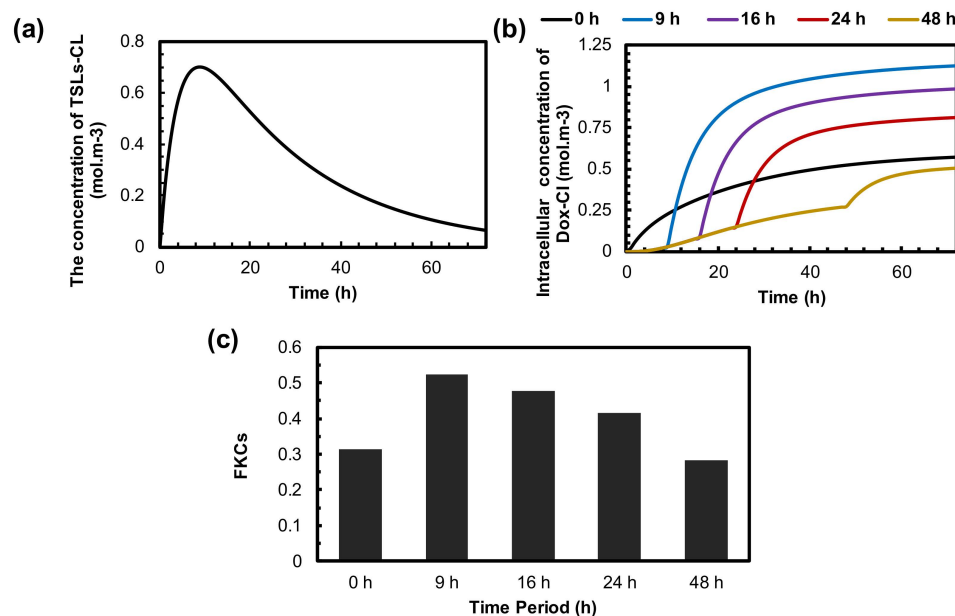 (a)
The concentration of TSLs-CL
(mol.m-3)
0.8
0.6
0.4
0.2
0
0 20 40 60
Time (h)
0 h 9 h 16 h 24 h 48 h
(b)
Intracellular concentration of
Dox-Cl (mol.m-3)
1.25
1
0.75
0.5
0.25
0
0 20 40 60
Time (h)
(c)
FKCs
0.6
0.5
0.4
0.3
0.2
0.1
0
0 h 9 h 16 h 24 h 48 h
Time Period (h)